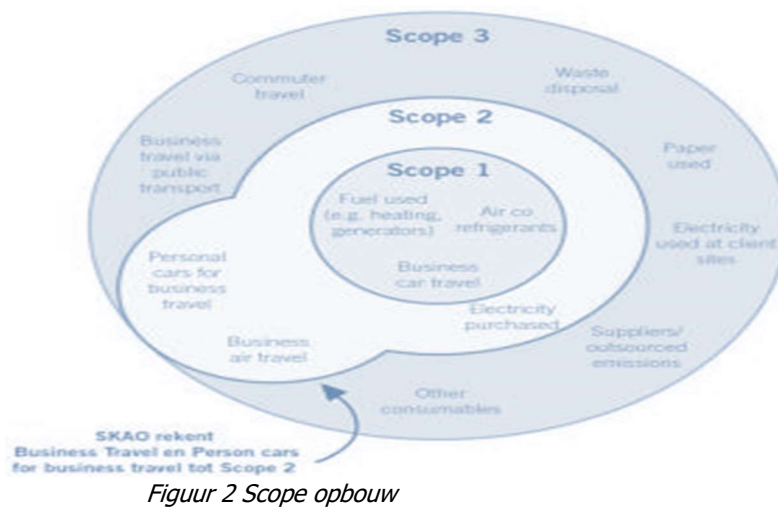 Scope 3
Commuter
travel
Waste
disposal
Scope 2
Business
travel via
public
transport
Paper
used
Scope 1
Fuel used
(e.g. heating,
generators)
Air co
refrigerants
Electricity
used at client
sites
Personal
cars for
business
travel
Business
car travel
Electricity
purchased
Business
air travel
Suppliers/
outsourced
emissions
Other
consumables
SKAO rekent
Business Travel en Person cars
for business travel tot Scope 2
Figuur 2 Scope opbouw